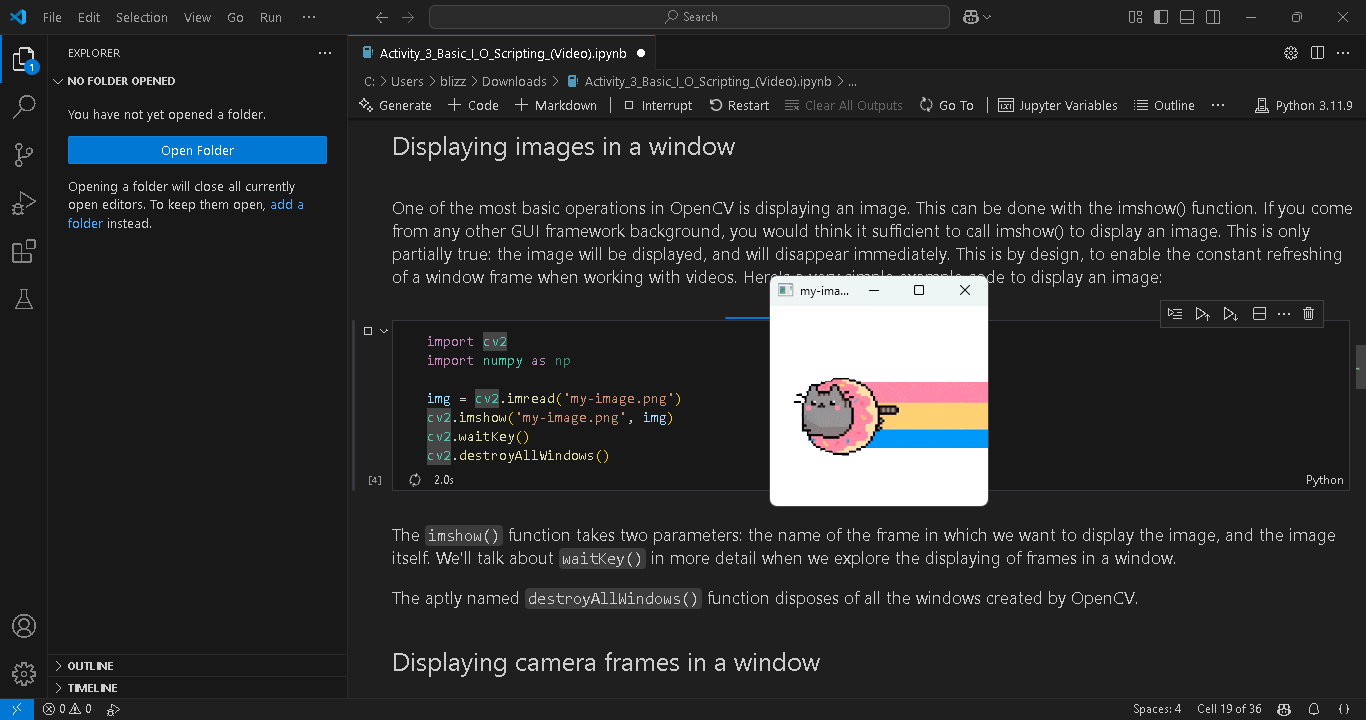 File Edit Selection View Go Run ···
Search
EXPLORER ···
1
NO FOLDER OPENED
You have not yet opened a folder.
Open Folder
Opening a folder will close all currently
open editors. To keep them open, add a
folder instead.
OUTLINE
TIMELINE
Activity_3_Basic_I_O_Scripting_(Video).ipynb
C: > Users > blizz > Downloads > Activity_3_Basic_I_O_Scripting_(Video).ipynb > ...
Generate + Code + Markdown Interrupt Restart Clear All Outputs Go To Jupyter Variables Outline ··· Python 3.11.9
Displaying images in a window
One of the most basic operations in OpenCV is displaying an image. This can be done with the imshow() function. If you come
from any other GUI framework background, you would think it sufficient to call imshow() to display an image. This is only
partially true: the image will be displayed, and will disappear immediately. This is by design, to enable the constant refreshing
of a window frame when working with videos. Here's a very simple example code to display an image:
my-ima...
import cv2
import numpy as np
img = cv2.imread('my-image.png')
cv2.imshow('my-image.png', img)
cv2.waitKey()
cv2.destroyAllWindows()
[4] 2.0s Python
The imshow() function takes two parameters: the name of the frame in which we want to display the image, and the image
itself. We'll talk about waitKey() in more detail when we explore the displaying of frames in a window.
The aptly named destroyAllWindows() function disposes of all the windows created by OpenCV.
Displaying camera frames in a window
0 0 Spaces: 4 Cell 19 of 36 {}